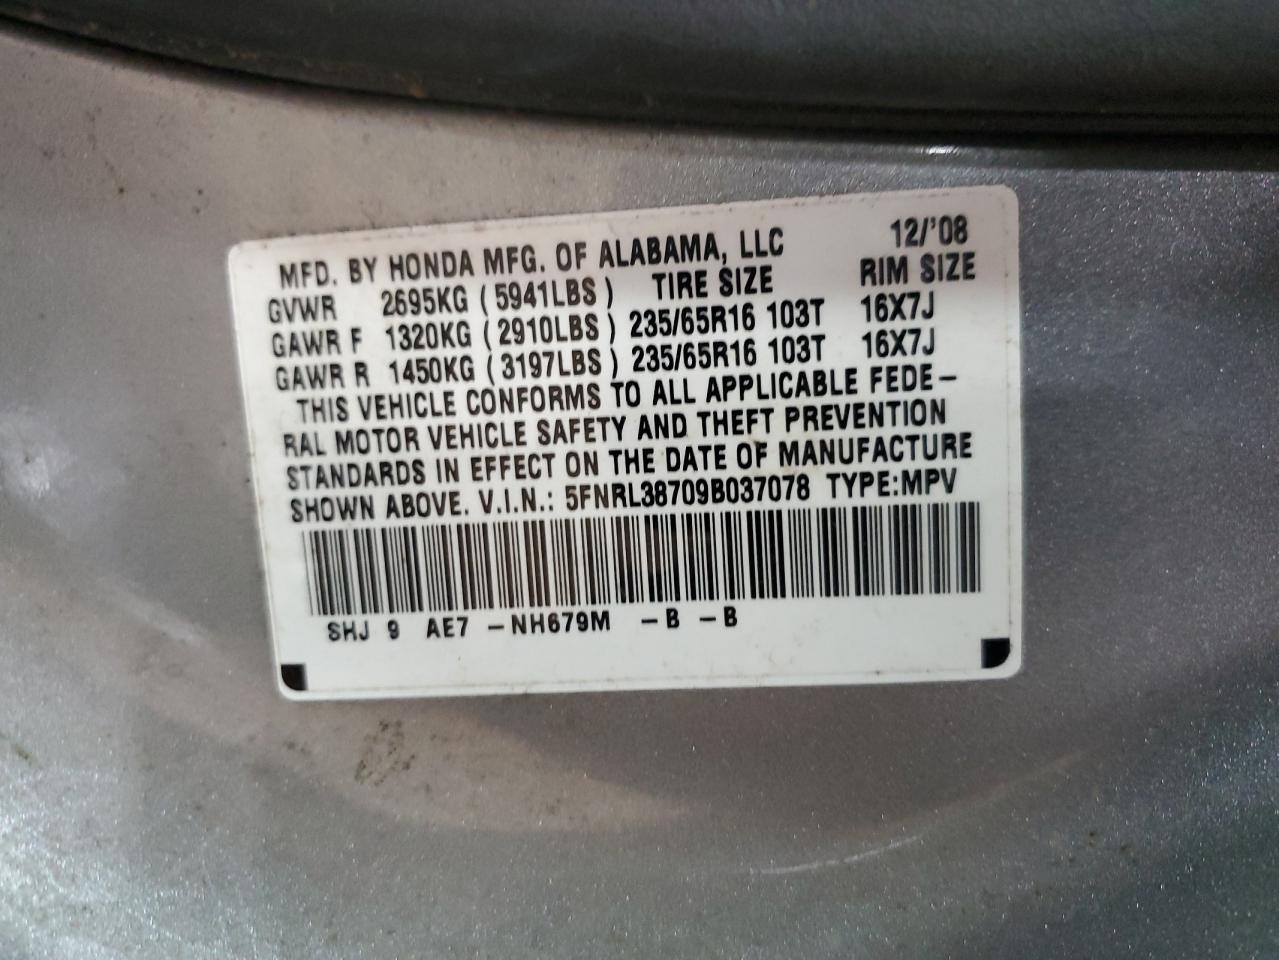 MFD. BY HONDA MFG. OF ALABAMA, LLC 12/'08
GVWR 2695KG (5941LBS) TIRE SIZE RIM SIZE
GAWR F 1320KG (2910LBS) 235/65R16 103T 16X7J
GAWR R 1450KG (3197LBS) 235/65R16 103T 16X7J
THIS VEHICLE CONFORMS TO ALL APPLICABLE FEDE-
RAL MOTOR VEHICLE SAFETY AND THEFT PREVENTION
STANDARDS IN EFFECT ON THE DATE OF MANUFACTURE
SHOWN ABOVE. V.I.N.: 5FNRL38709B037078 TYPE:MPV
SHJ 9 AE7 -NH679M -B -B